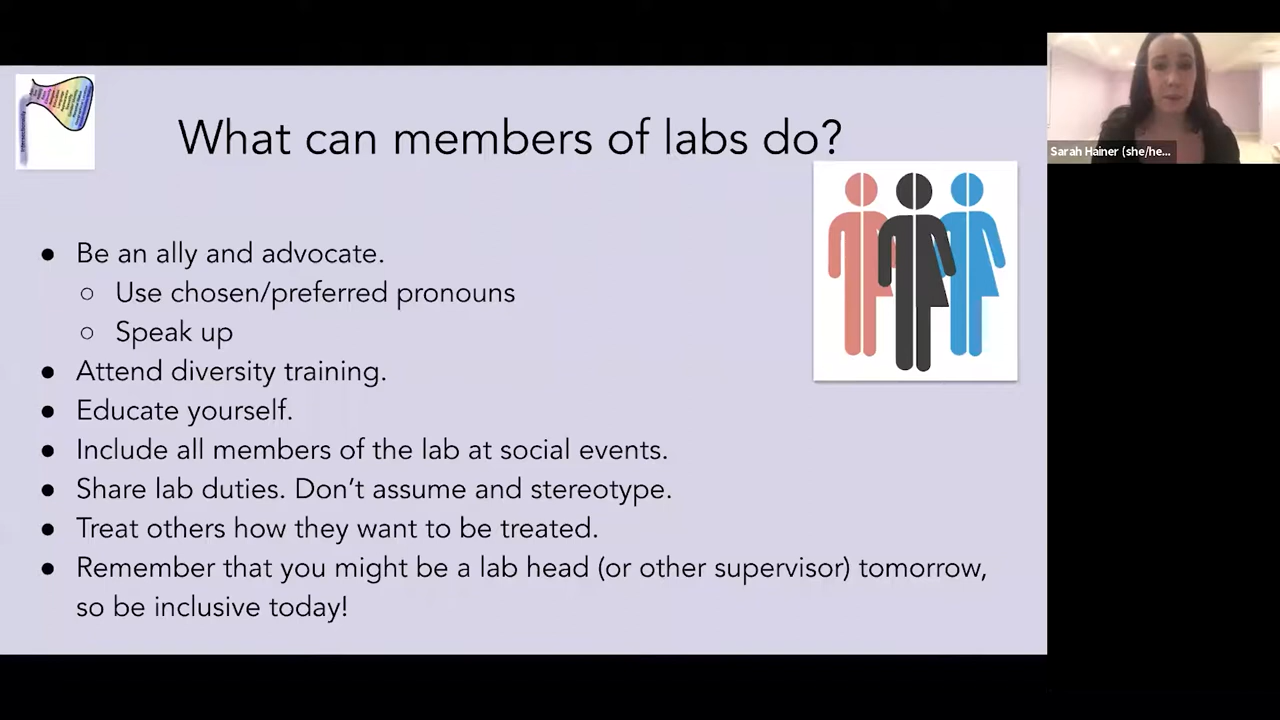 What can members of labs do?
Sarah Hainer (she/he...
● Be an ally and advocate.
○ Use chosen/preferred pronouns
○ Speak up
● Attend diversity training.
● Educate yourself.
● Include all members of the lab at social events.
● Share lab duties. Don’t assume and stereotype.
● Treat others how they want to be treated.
● Remember that you might be a lab head (or other supervisor) tomorrow,
so be inclusive today!